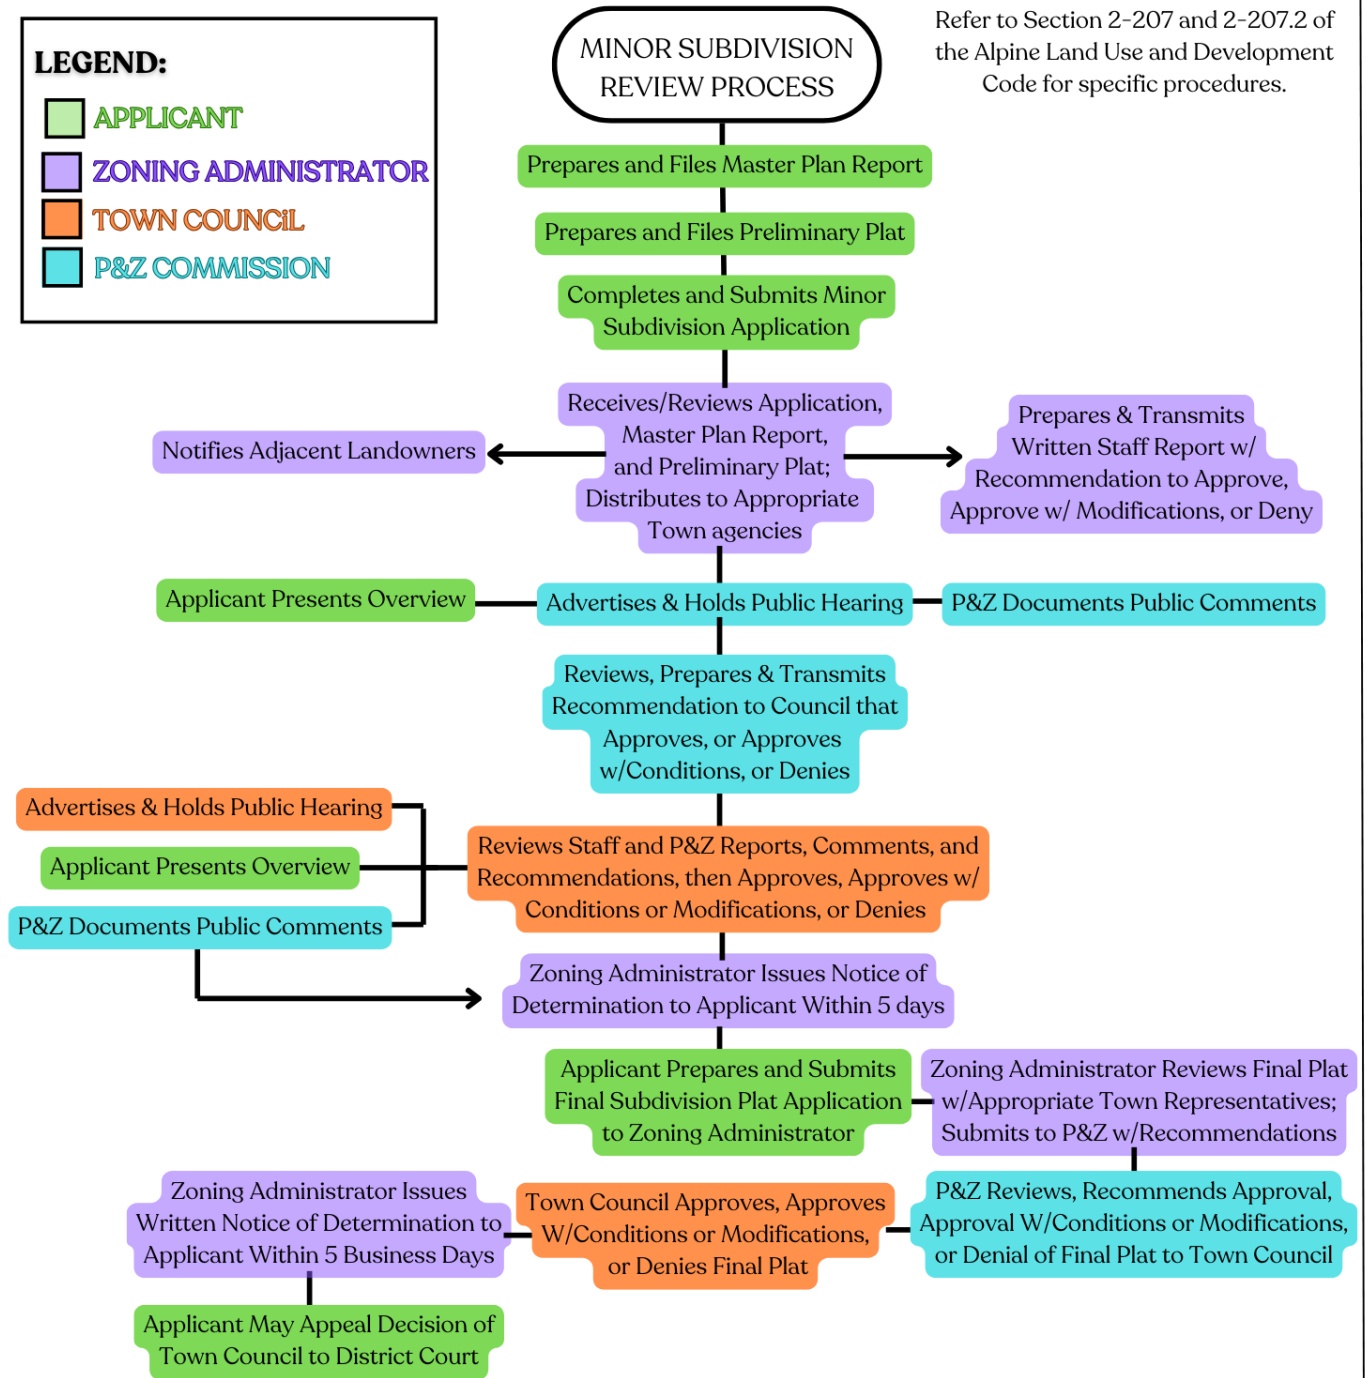 LEGEND:
APPLICANT
ZONING ADMINISTRATOR
TOWN COUNCiL
P&Z COMMISSION
MINOR SUBDIVISION
REVIEW PROCESS
Refer to Section 2-207 and 2-207.2 of
the Alpine Land Use and Development
Code for specific procedures.
Prepares and Files Master Plan Report
Prepares and Files Preliminary Plat
Completes and Submits Minor
Subdivision Application
Notifies Adjacent Landowners
Receives/Reviews Application,
Master Plan Report,
and Preliminary Plat;
Distributes to Appropriate
Town agencies
Prepares & Transmits
Written Staff Report w/
Recommendation to Approve,
Approve w/ Modifications, or Deny
Applicant Presents Overview
Advertises & Holds Public Hearing
P&Z Documents Public Comments
Reviews, Prepares & Transmits
Recommendation to Council that
Approves, or Approves
w/Conditions, or Denies
Advertises & Holds Public Hearing
Applicant Presents Overview
P&Z Documents Public Comments
Reviews Staff and P&Z Reports, Comments, and
Recommendations, then Approves, Approves w/
Conditions or Modifications, or Denies
Zoning Administrator Issues Notice of
Determination to Applicant Within 5 days
Applicant Prepares and Submits
Final Subdivision Plat Application
to Zoning Administrator
Zoning Administrator Reviews Final Plat
w/Appropriate Town Representatives;
Submits to P&Z w/Recommendations
P&Z Reviews, Recommends Approval,
Approval W/Conditions or Modifications,
or Denial of Final Plat to Town Council
Town Council Approves, Approves
W/Conditions or Modifications,
or Denies Final Plat
Zoning Administrator Issues
Written Notice of Determination to
Applicant Within 5 Business Days
Applicant May Appeal Decision of
Town Council to District Court